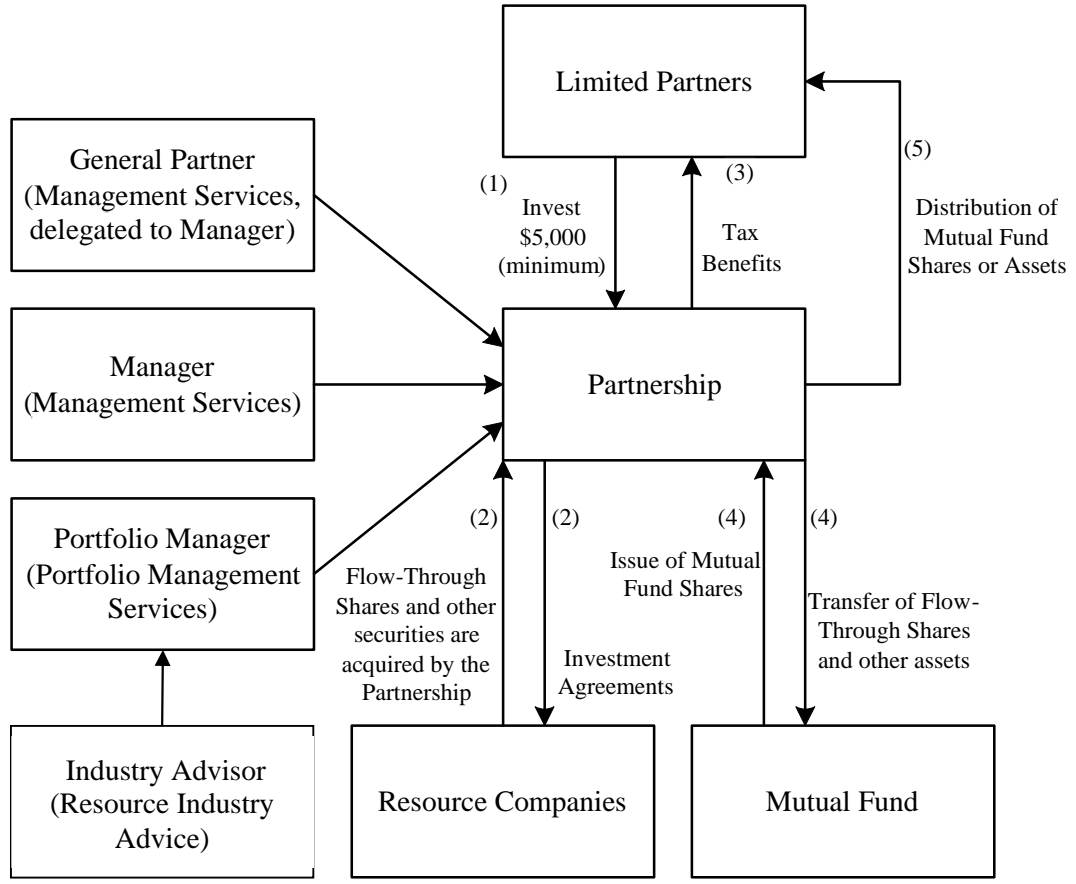 Limited Partners
General Partner
(Management Services,
delegated to Manager)
(1)
Invest
$5,000
(minimum)
(3)
Tax
Benefits
(5)
Distribution of
Mutual Fund
Shares or Assets
Manager
(Management Services)
Partnership
Portfolio Manager
(Portfolio Management
Services)
(2)
Flow-Through
Shares and other
securities are
acquired by the
Partnership
(2)
Investment
Agreements
(4)
Issue of Mutual
Fund Shares
(4)
Transfer of Flow-
Through Shares
and other assets
Industry Advisor
(Resource Industry
Advice)
Resource Companies
Mutual Fund